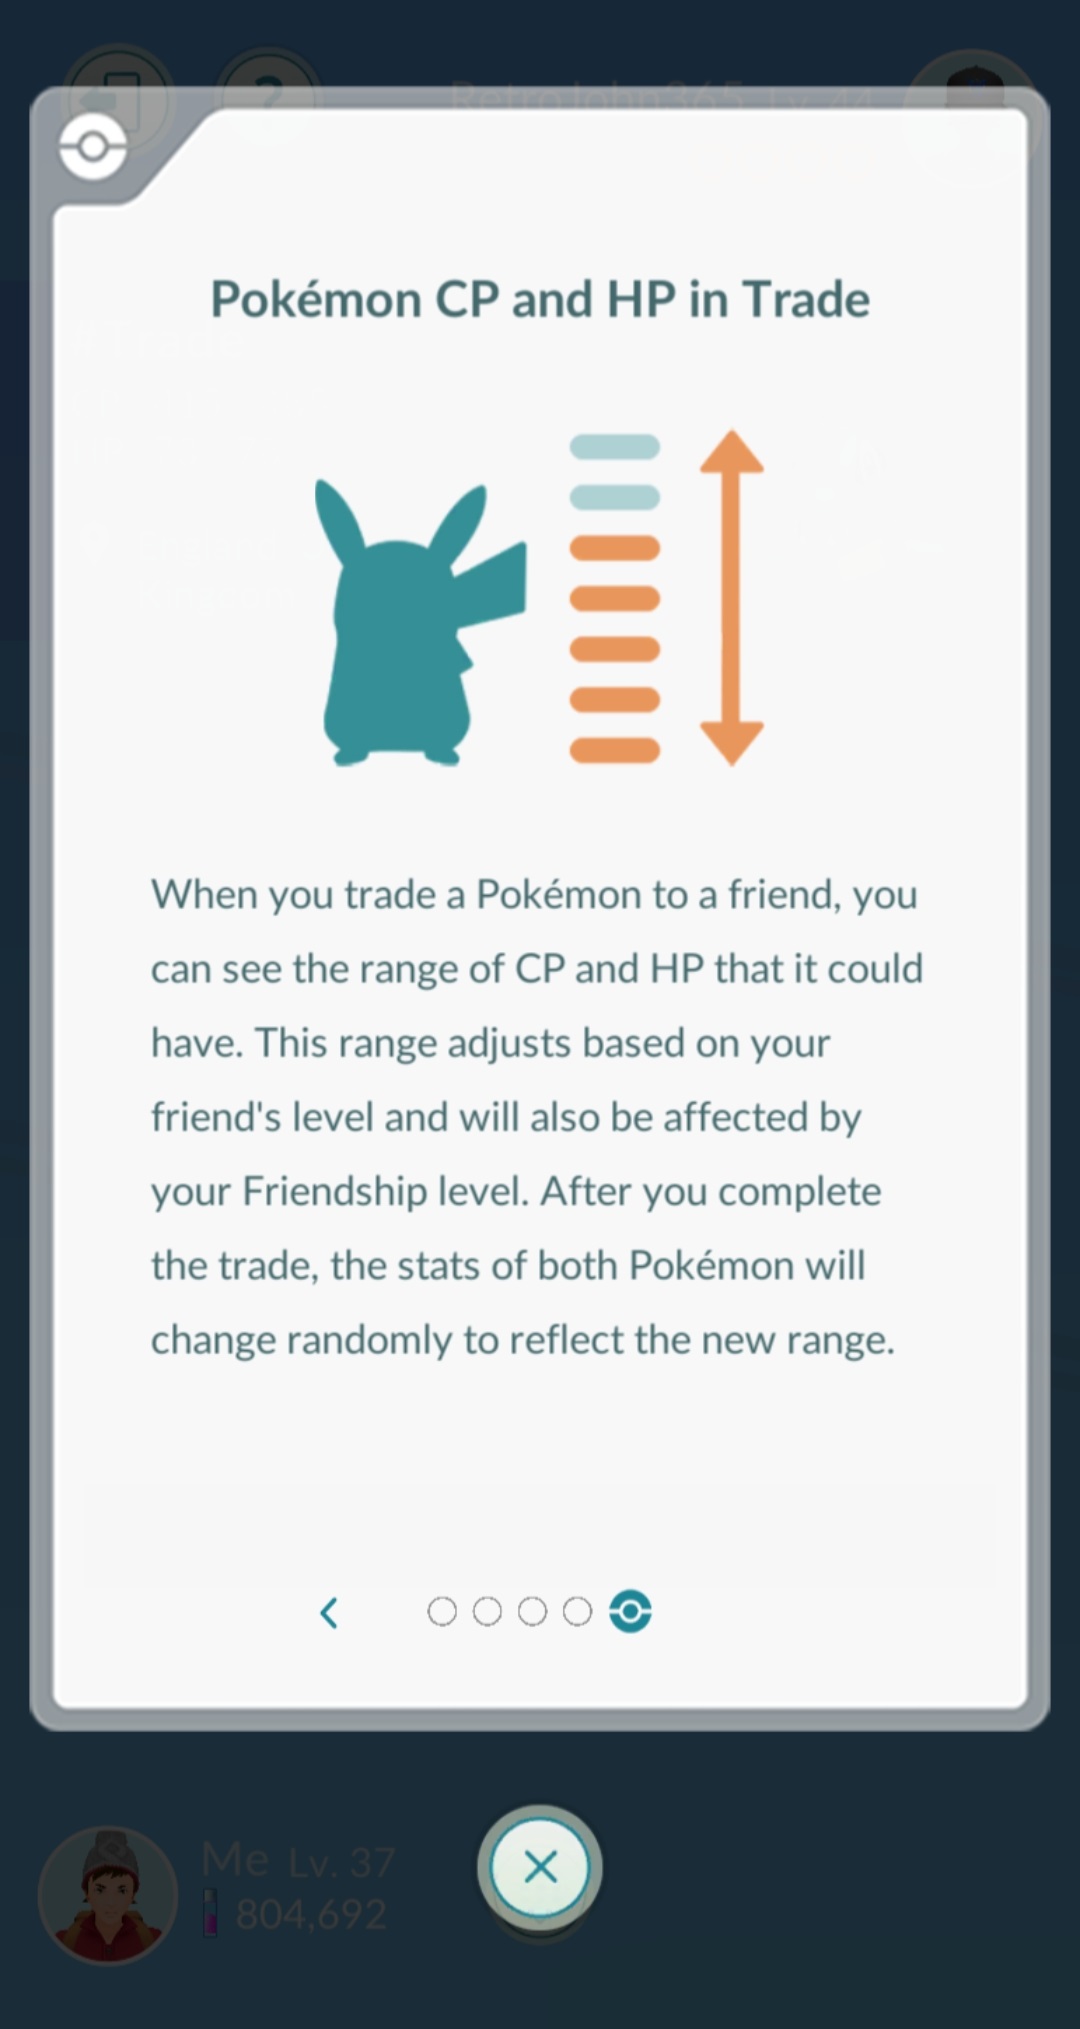 RetroJohn365 Lv. 44
Pokémon CP and HP in Trade
When you trade a Pokémon to a friend, you
can see the range of CP and HP that it could
have. This range adjusts based on your
friend's level and will also be affected by
your Friendship level. After you complete
the trade, the stats of both Pokémon will
change randomly to reflect the new range.
Me Lv. 37
804,692